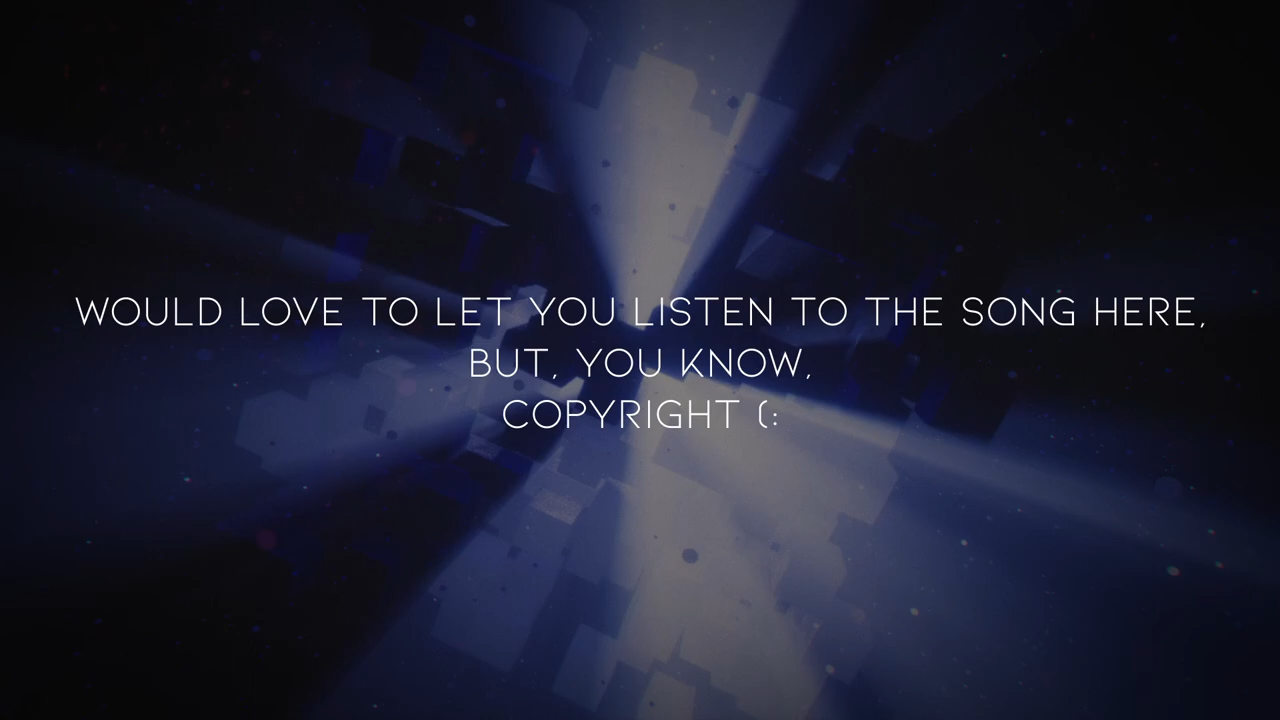 WOULD LOVE TO LET YOU LISTEN TO THE SONG HERE,
BUT, YOU KNOW,
COPYRIGHT (: